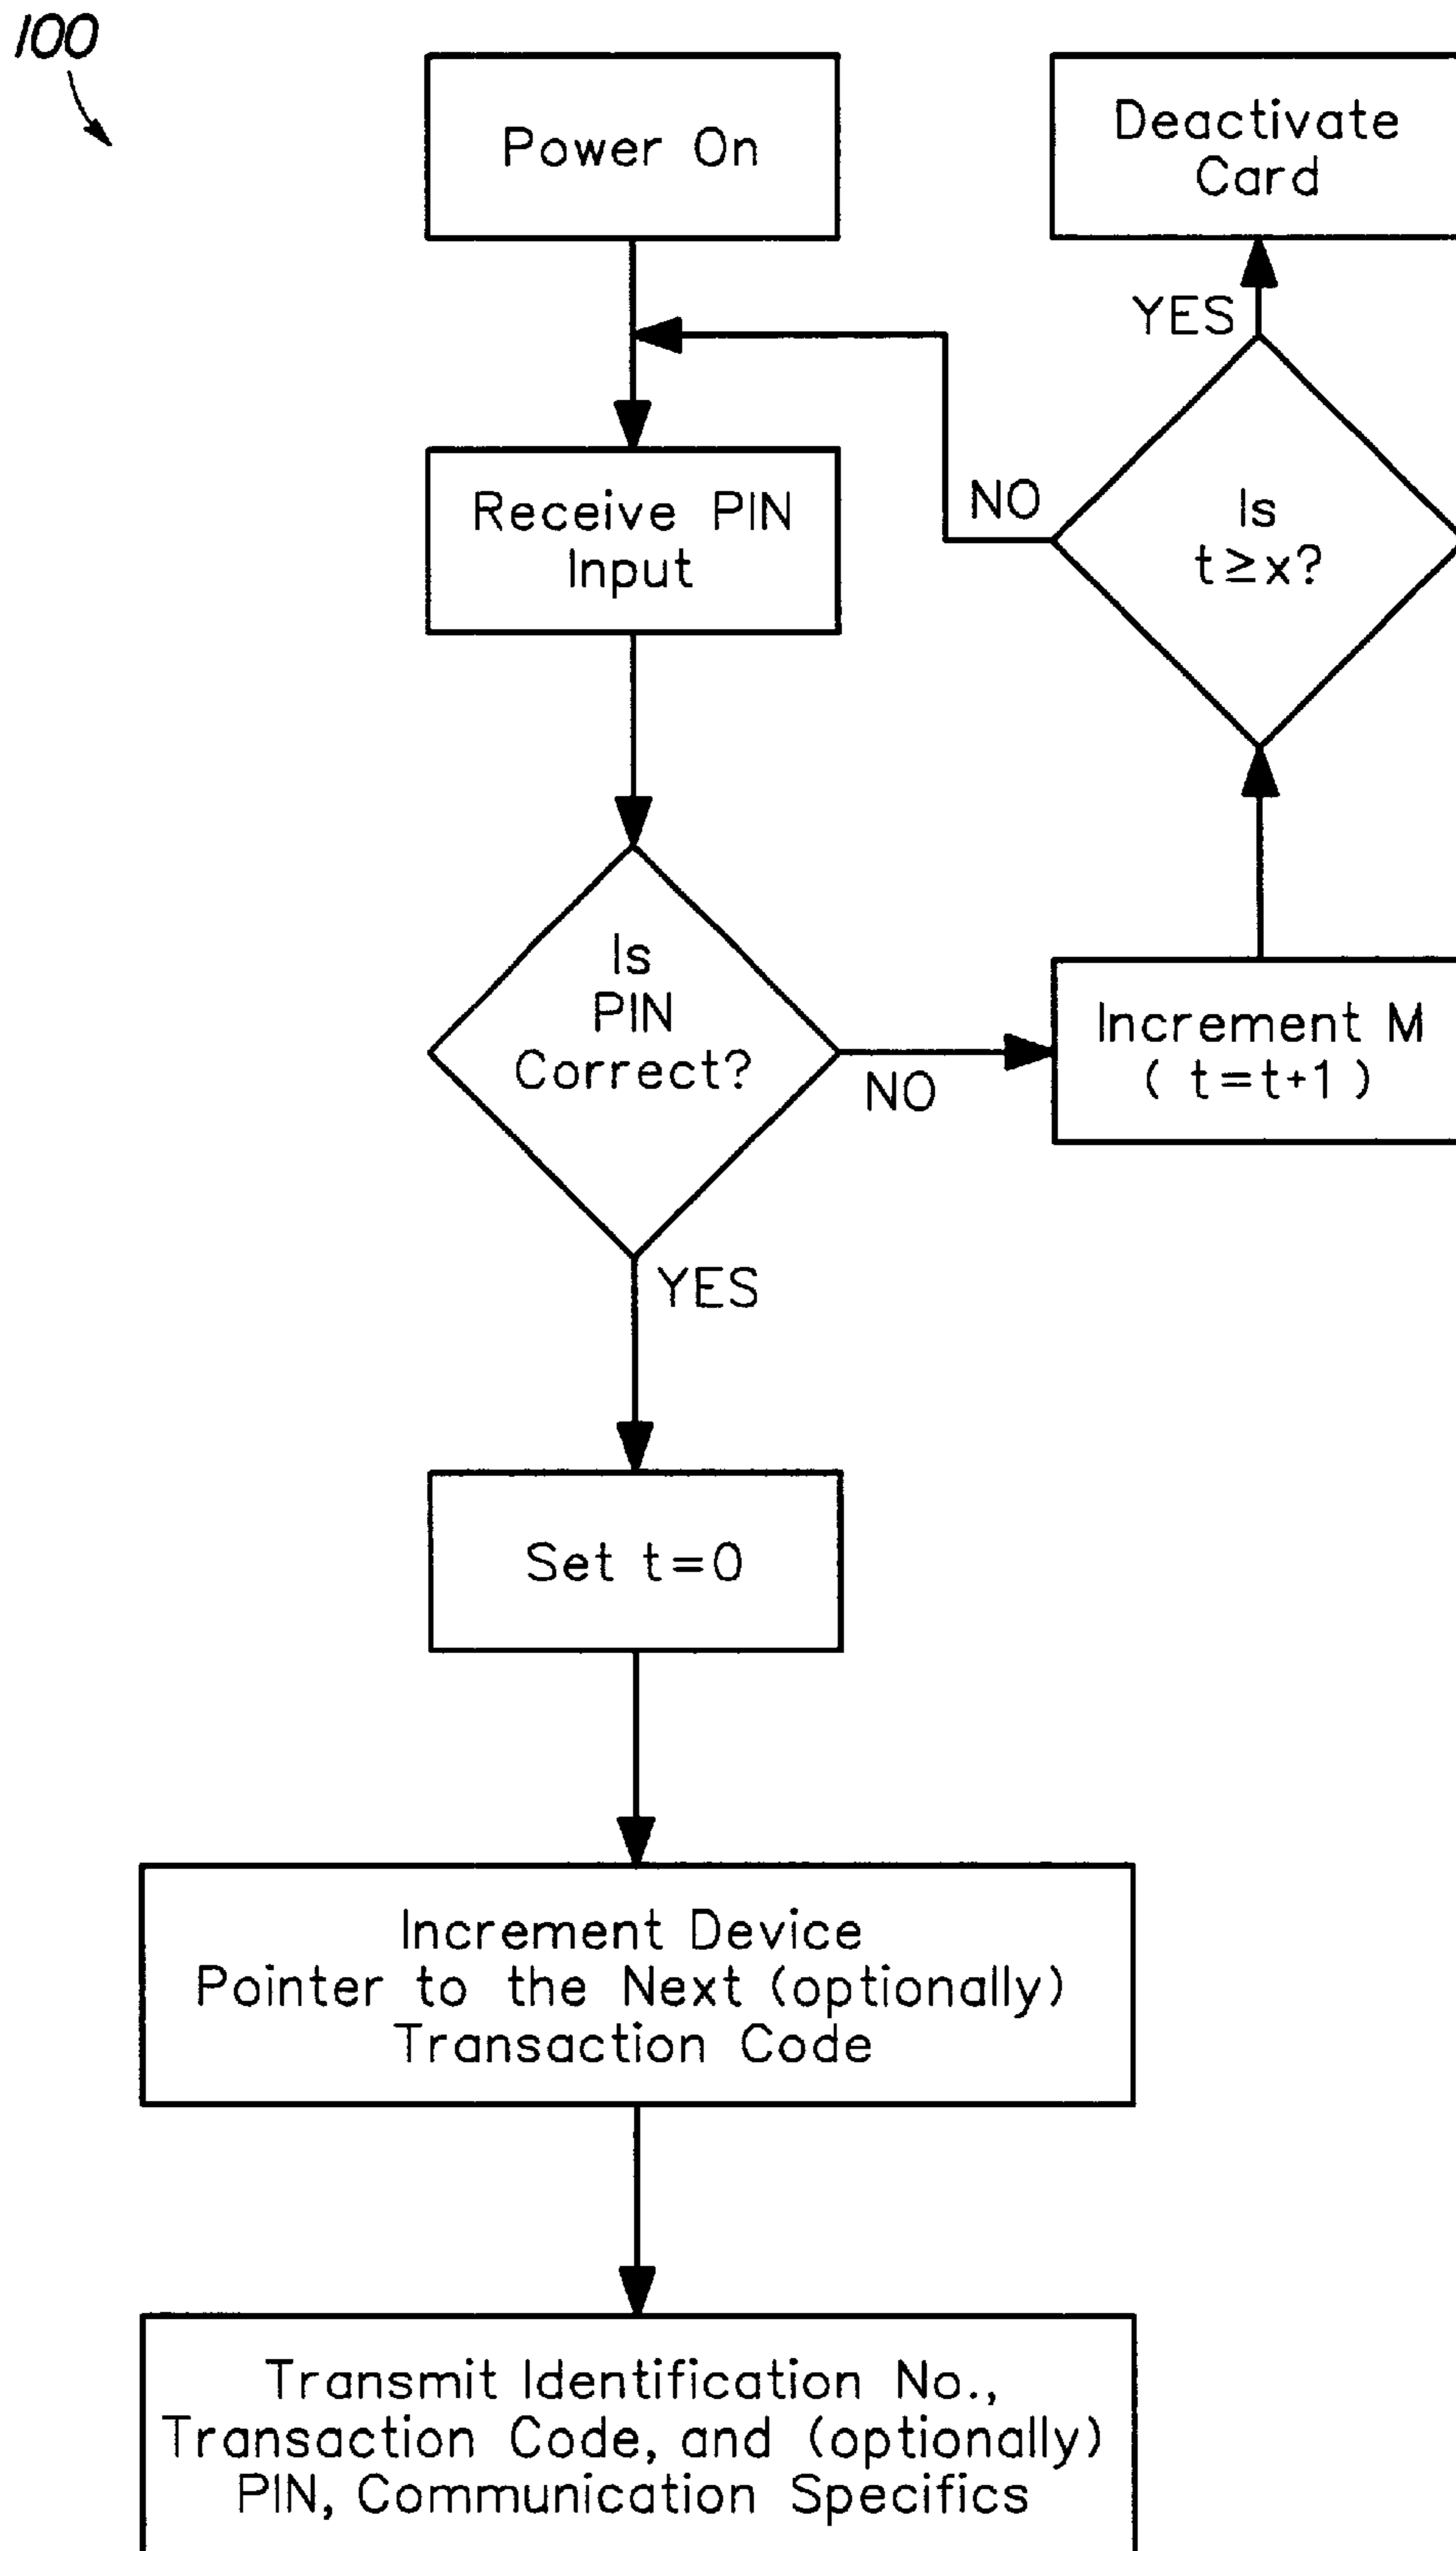 100
Power On
Deactivate
Card
YES
Receive PIN
Input
NO
Is
t≥x?
Is
PIN
Correct?
NO
Increment M
( t=t+1 )
YES
Set t=0
Increment Device
Pointer to the Next (optionally)
Transaction Code
Transmit Identification No.,
Transaction Code, and (optionally)
PIN, Communication Specifics